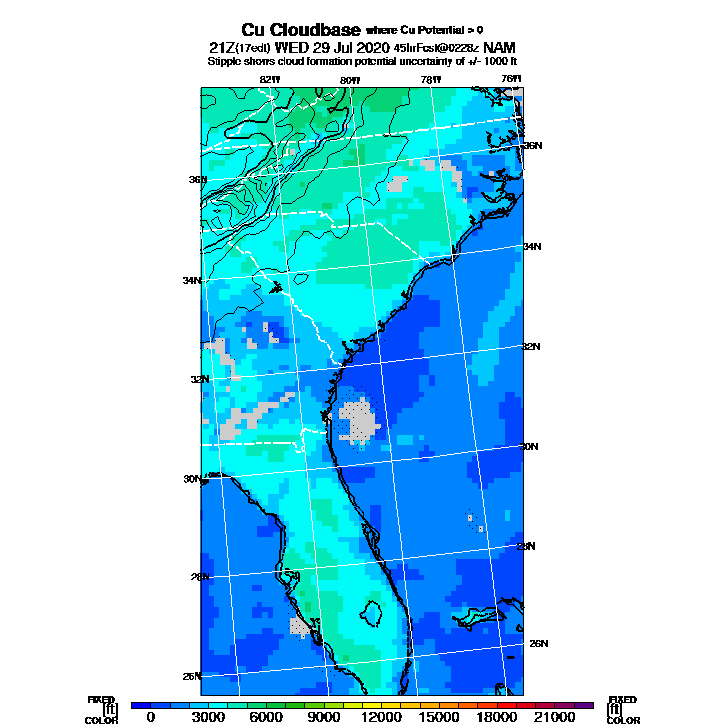 Cu Cloudbase where Cu Potential > 0
21Z(17edt) WED 29 Jul 2020 45hrFcst@0228z NAM
Stipple shows cloud formation potential uncertainty of +/- 1000 ft
82W 80W 78W 76W
36N
36N
34N
34N
32N
32N
30N
30N
28N
28N
26N
26N
FIXED FIXED
[ft] 0 3000 6000 9000 12000 15000 18000 21000 [ft]
COLOR COLOR